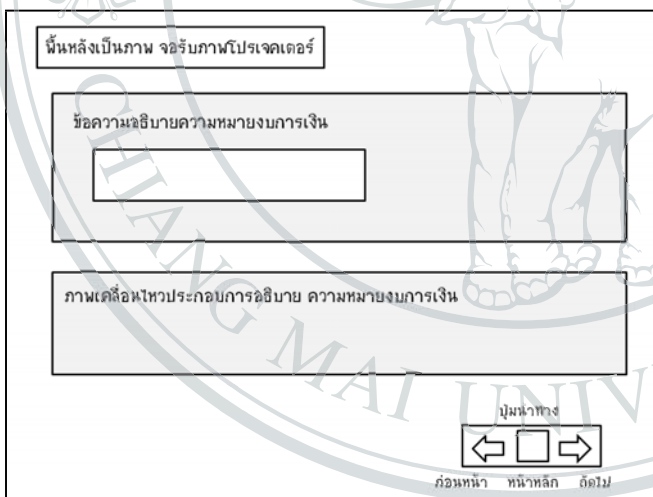 พื้นหลังเป็นภาพ จอรับภาพโปรเจคเตอร์
ข้อความอธิบายความหมายงบการเงิน
ภาพเคลื่อนไหวประกอบการอธิบาย ความหมายงบการเงิน
CHIANG MAI UNIV
ปุ่มนำทาง
ก่อนหน้า หน้าหลัก ถัดไป